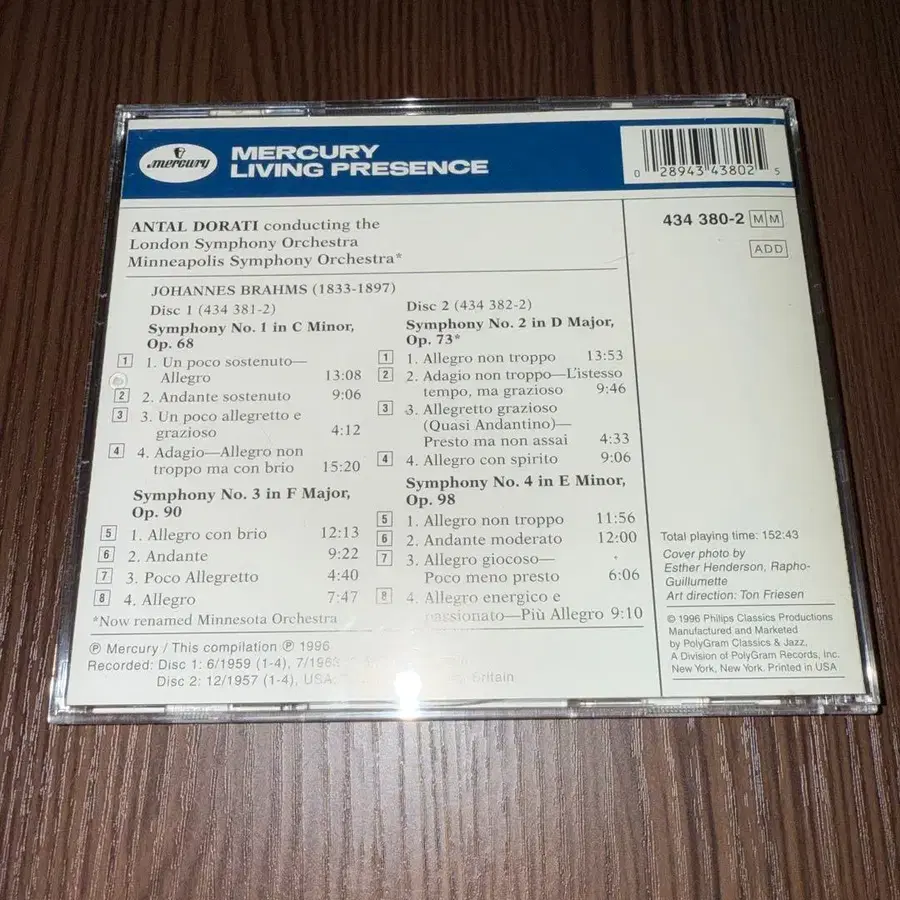 mercury
MERCURY
LIVING PRESENCE
0 28943 43802 5
434 380-2 M M
ADD
ANTAL DORATI conducting the
London Symphony Orchestra
Minneapolis Symphony Orchestra*
JOHANNES BRAHMS (1833-1897)
Disc 1 (434 381-2)
Symphony No. 1 in C Minor,
Op. 68
1 1. Un poco sostenuto—
Allegro 13:08
2 2. Andante sostenuto 9:06
3 3. Un poco allegretto e
grazioso 4:12
4 4. Adagio—Allegro non
troppo ma con brio 15:20
Symphony No. 3 in F Major,
Op. 90
5 1. Allegro con brio 12:13
6 2. Andante 9:22
7 3. Poco Allegretto 4:40
8 4. Allegro 7:47
*Now renamed Minnesota Orchestra
Disc 2 (434 382-2)
Symphony No. 2 in D Major,
Op. 73*
1 1. Allegro non troppo 13:53
2 2. Adagio non troppo—L'istesso
tempo, ma grazioso 9:46
3 3. Allegretto grazioso
(Quasi Andantino)—
Presto ma non assai 4:33
4 4. Allegro con spirito 9:06
Symphony No. 4 in E Minor,
Op. 98
5 1. Allegro non troppo 11:56
6 2. Andante moderato 12:00
7 3. Allegro giocoso—
Poco meno presto 6:06
8 4. Allegro energico e
passionato—Più Allegro 9:10
Ⓟ Mercury / This compilation Ⓟ 1996
Recorded: Disc 1: 6/1959 (1-4), 7/1963
Disc 2: 12/1957 (1-4), USA. Britain
Total playing time: 152:43
Cover photo by
Esther Henderson, Rapho-
Guillumette
Art direction: Ton Friesen
© 1996 Philips Classics Productions
Manufactured and Marketed
by PolyGram Classics & Jazz,
A Division of PolyGram Records, Inc.
New York, New York. Printed in USA